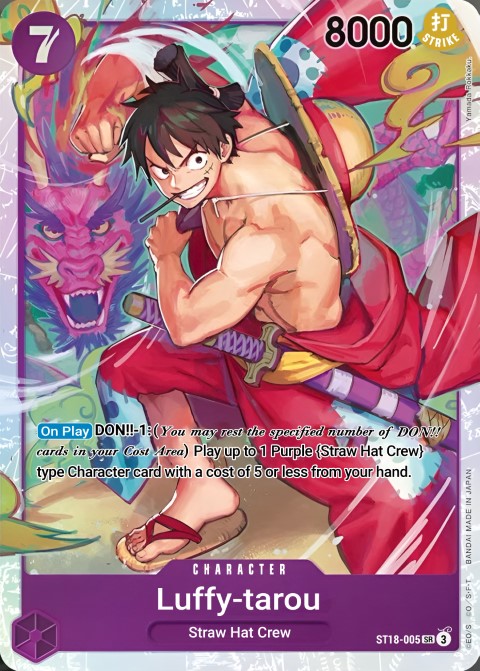 7
8000
打
STRIKE
Yamada Rokkaku
On Play DON!!-1:(You may rest the specified number of DON!!
cards in your Cost Area) Play up to 1 Purple {Straw Hat Crew}
type Character card with a cost of 5 or less from your hand.
CHARACTER
Luffy-tarou
Straw Hat Crew
ST18-005 SR 3
©E.O/S ©O/S・F・T BANDAI MADE IN JAPAN